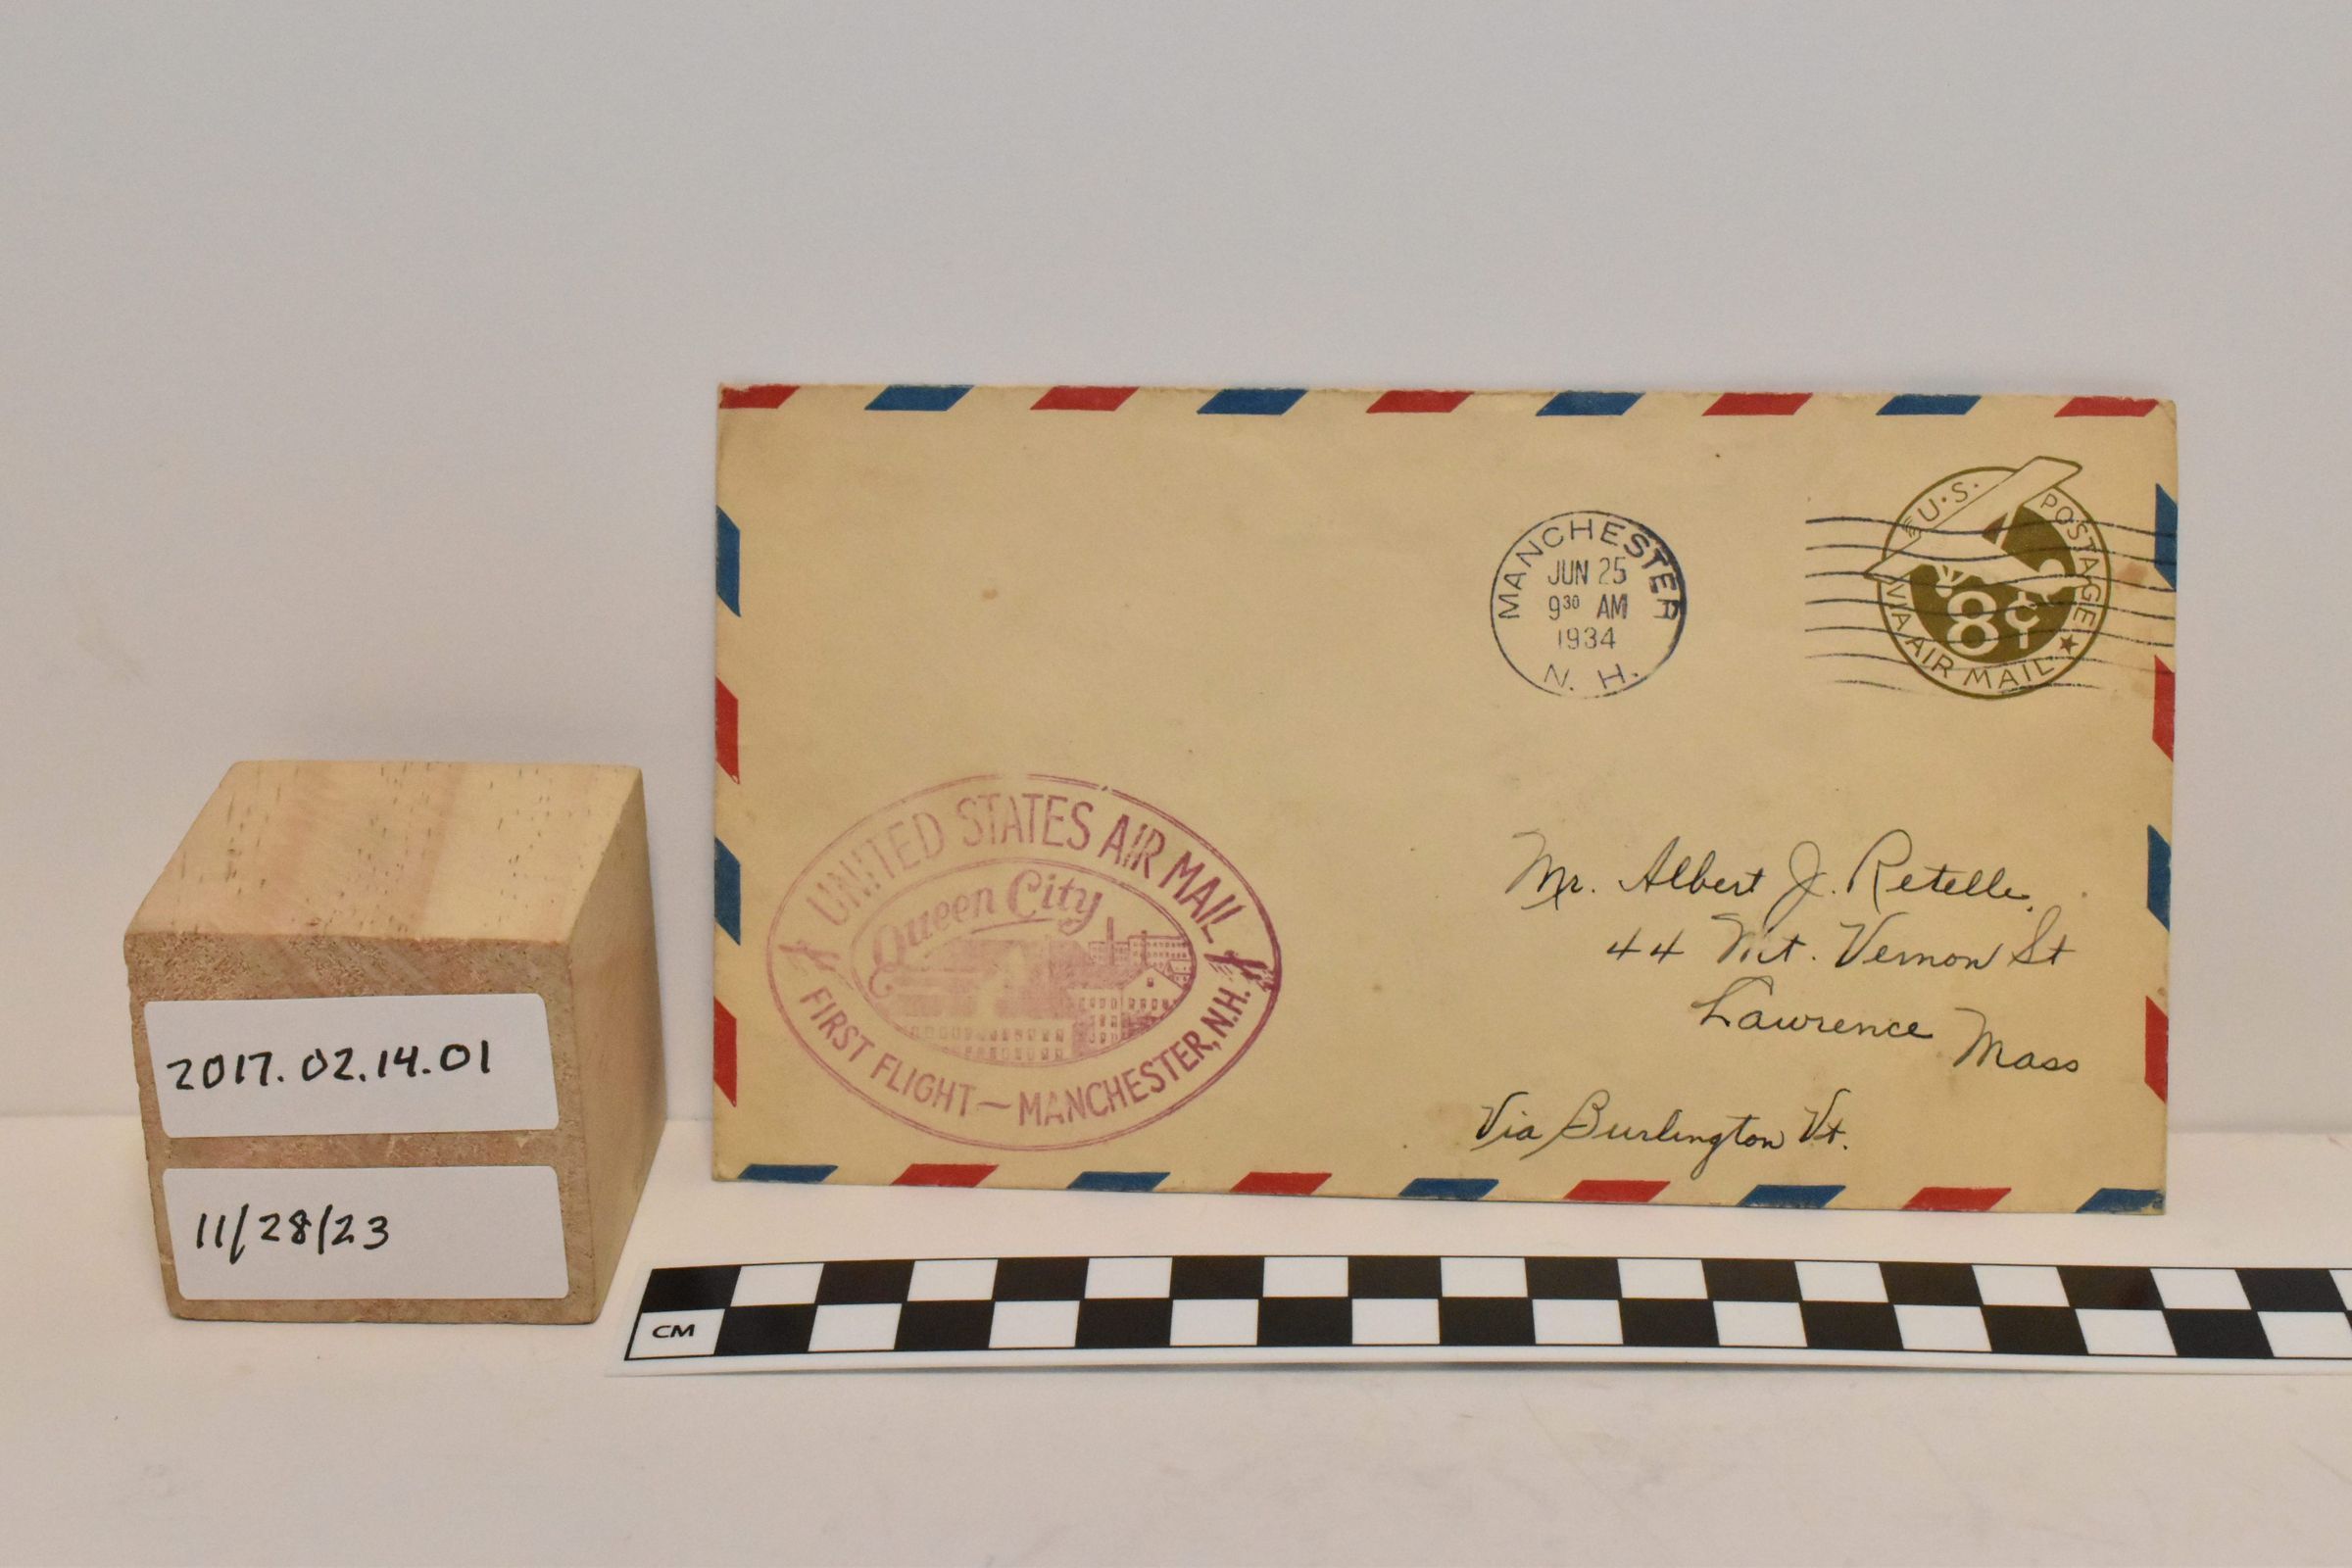 2017.02.14.01
11/28/23
UNITED STATES AIR MAIL
Queen City
FIRST FLIGHT — MANCHESTER, N.H.
MANCHESTER
JUN 25
9³⁰ AM
1934
N. H.
U.S. POSTAGE
8¢
VIA AIR MAIL
Mr. Albert J. Retelle,
44 Mt. Vernon St
Lawrence Mass
Via Burlington Vt.
CM